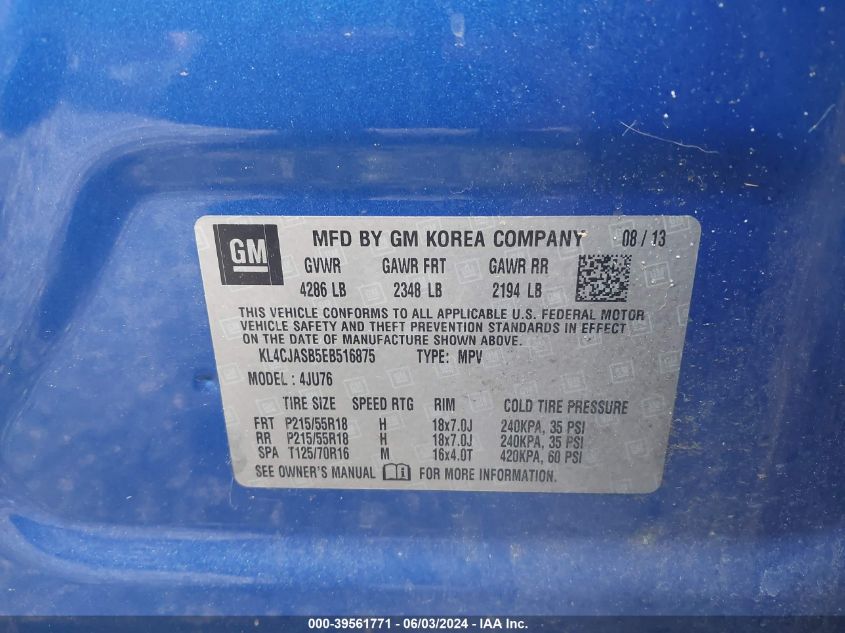 GM
MFD BY GM KOREA COMPANY 08 / 13
GVWR GAWR FRT GAWR RR
4286 LB 2348 LB 2194 LB
THIS VEHICLE CONFORMS TO ALL APPLICABLE U.S. FEDERAL MOTOR
VEHICLE SAFETY AND THEFT PREVENTION STANDARDS IN EFFECT
ON THE DATE OF MANUFACTURE SHOWN ABOVE.
KL4CJASB5EB516875 TYPE: MPV
MODEL : 4JU76
TIRE SIZE SPEED RTG RIM COLD TIRE PRESSURE
FRT P215/55R18 H 18x7.0J 240KPA, 35 PSI
RR P215/55R18 H 18x7.0J 240KPA, 35 PSI
SPA T125/70R16 M 16x4.0T 420KPA, 60 PSI
SEE OWNER'S MANUAL FOR MORE INFORMATION.
000-39561771 - 06/03/2024 - IAAI.com